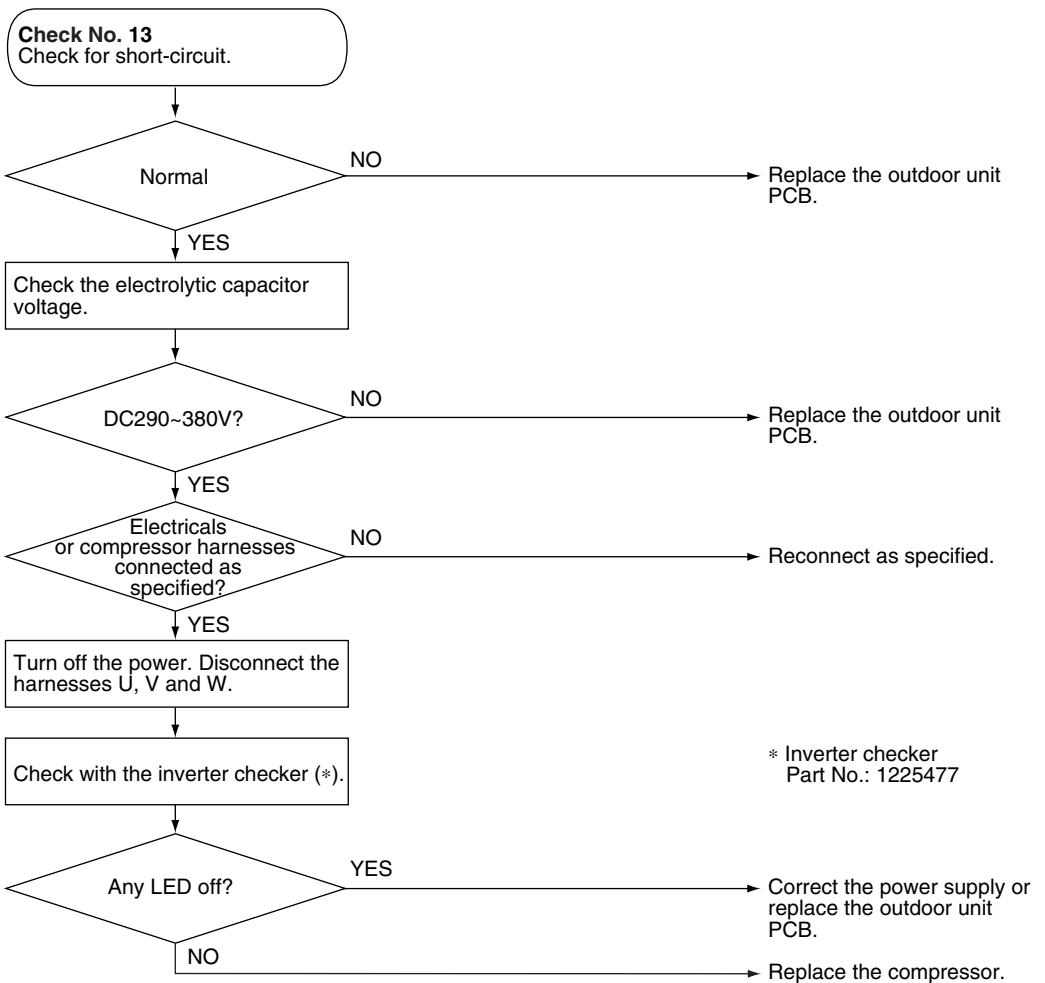 Check No. 13
Check for short-circuit.
Normal
NO
Replace the outdoor unit
PCB.
YES
Check the electrolytic capacitor
voltage.
DC290~380V?
NO
Replace the outdoor unit
PCB.
YES
Electricals
or compressor harnesses
connected as
specified?
NO
Reconnect as specified.
YES
Turn off the power. Disconnect the
harnesses U, V and W.
Check with the inverter checker (*).
* Inverter checker
Part No.: 1225477
Any LED off?
YES
Correct the power supply or
replace the outdoor unit
PCB.
NO
Replace the compressor.